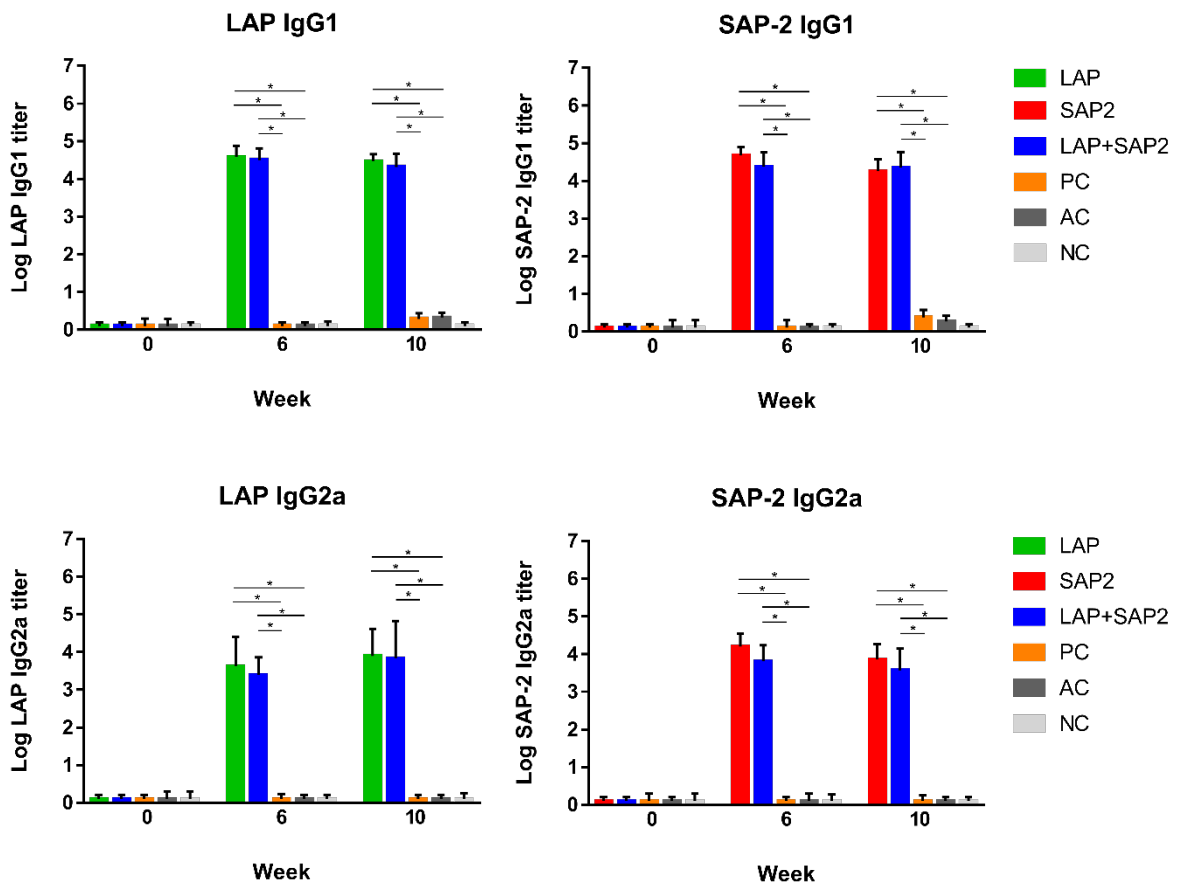 LAP IgG1
Log LAP IgG1 titer
7
6
5
4
3
2
1
0
* * * * * * * *
0 6 10
Week
SAP-2 IgG1
Log SAP-2 IgG1 titer
7
6
5
4
3
2
1
0
* * * * * * * *
0 6 10
Week
LAP
SAP2
LAP+SAP2
PC
AC
NC
LAP IgG2a
Log LAP IgG2a titer
7
6
5
4
3
2
1
0
* * * * * * * *
0 6 10
Week
SAP-2 IgG2a
Log SAP-2 IgG2a titer
7
6
5
4
3
2
1
0
* * * * * * * *
0 6 10
Week
LAP
SAP2
LAP+SAP2
PC
AC
NC